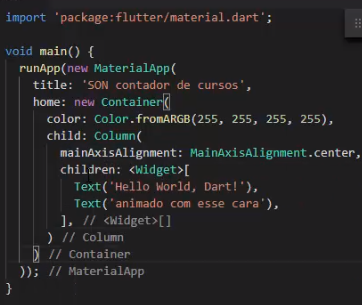 import 'package:flutter/material.dart';
void main() {
runApp(new MaterialApp(
title: 'SON contador de cursos',
home: new Container(
color: Color.fromARGB(255, 255, 255, 255),
child: Column(
mainAxisAlignment: MainAxisAlignment.center,
children: <Widget>[
Text('Hello World, Dart!'),
Text('animado com esse cara'),
], // <Widget>[]
) // Column
) // Container
)); // MaterialApp
}